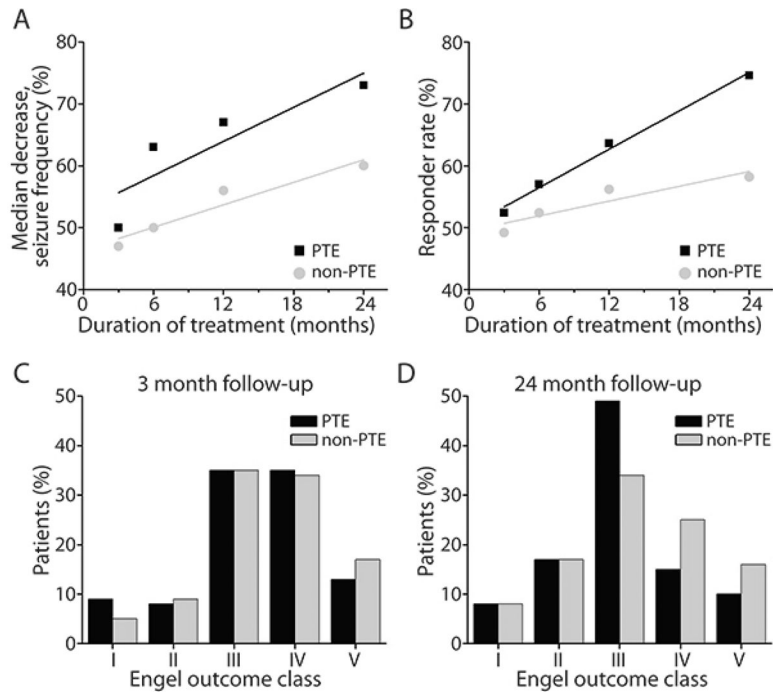 A
80
70
60
50
40
Median decrease,
seizure frequency (%)
PTE
non-PTE
0 6 12 18 24
Duration of treatment (months)
B
80
70
60
50
40
Responder rate (%)
PTE
non-PTE
0 6 12 18 24
Duration of treatment (months)
C
3 month follow-up
50
40
30
20
10
0
Patients (%)
PTE
non-PTE
I II III IV V
Engel outcome class
D
24 month follow-up
50
40
30
20
10
0
Patients (%)
PTE
non-PTE
I II III IV V
Engel outcome class